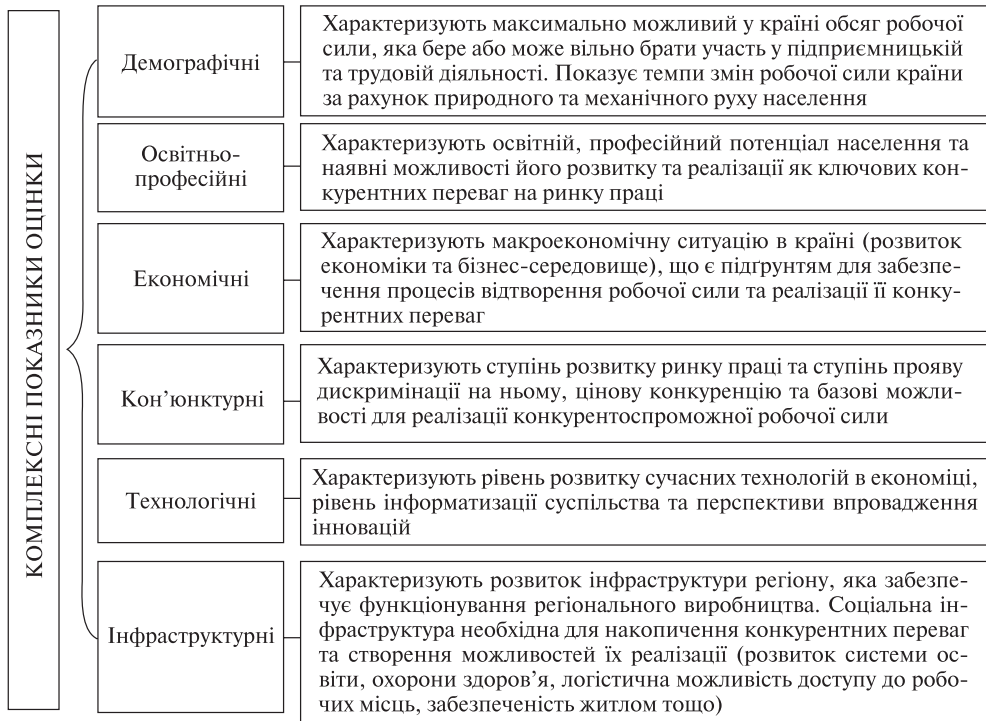 КОМПЛЕКСНІ ПОКАЗНИКИ ОЦІНКИ
Демографічні
Характеризують максимально можливий у країні обсяг робочої
сили, яка бере або може вільно брати участь у підприємницькій
та трудовій діяльності. Показує темпи змін робочої сили країни
за рахунок природного та механічного руху населення
Освітньо-
професійні
Характеризують освітній, професійний потенціал населення та
наявні можливості його розвитку та реалізації як ключових кон-
курентних переваг на ринку праці
Економічні
Характеризують макроекономічну ситуацію в країні (розвиток
економіки та бізнес-середовище), що є підґрунтям для забезпе-
чення процесів відтворення робочої сили та реалізації її конку-
рентних переваг
Кон’юнктурні
Характеризують ступінь розвитку ринку праці та ступінь прояву
дискримінації на ньому, цінову конкуренцію та базові можли-
вості для реалізації конкурентоспроможної робочої сили
Технологічні
Характеризують рівень розвитку сучасних технологій в економіці,
рівень інформатизації суспільства та перспективи впровадження
інновацій
Інфраструктурні
Характеризують розвиток інфраструктури регіону, яка забезпе-
чує функціонування регіонального виробництва. Соціальна ін-
фраструктура необхідна для накопичення конкурентних переваг
та створення можливостей їх реалізації (розвиток системи ос-
віти, охорони здоров’я, логістична можливість доступу до робо-
чих місць, забезпеченість житлом тощо)